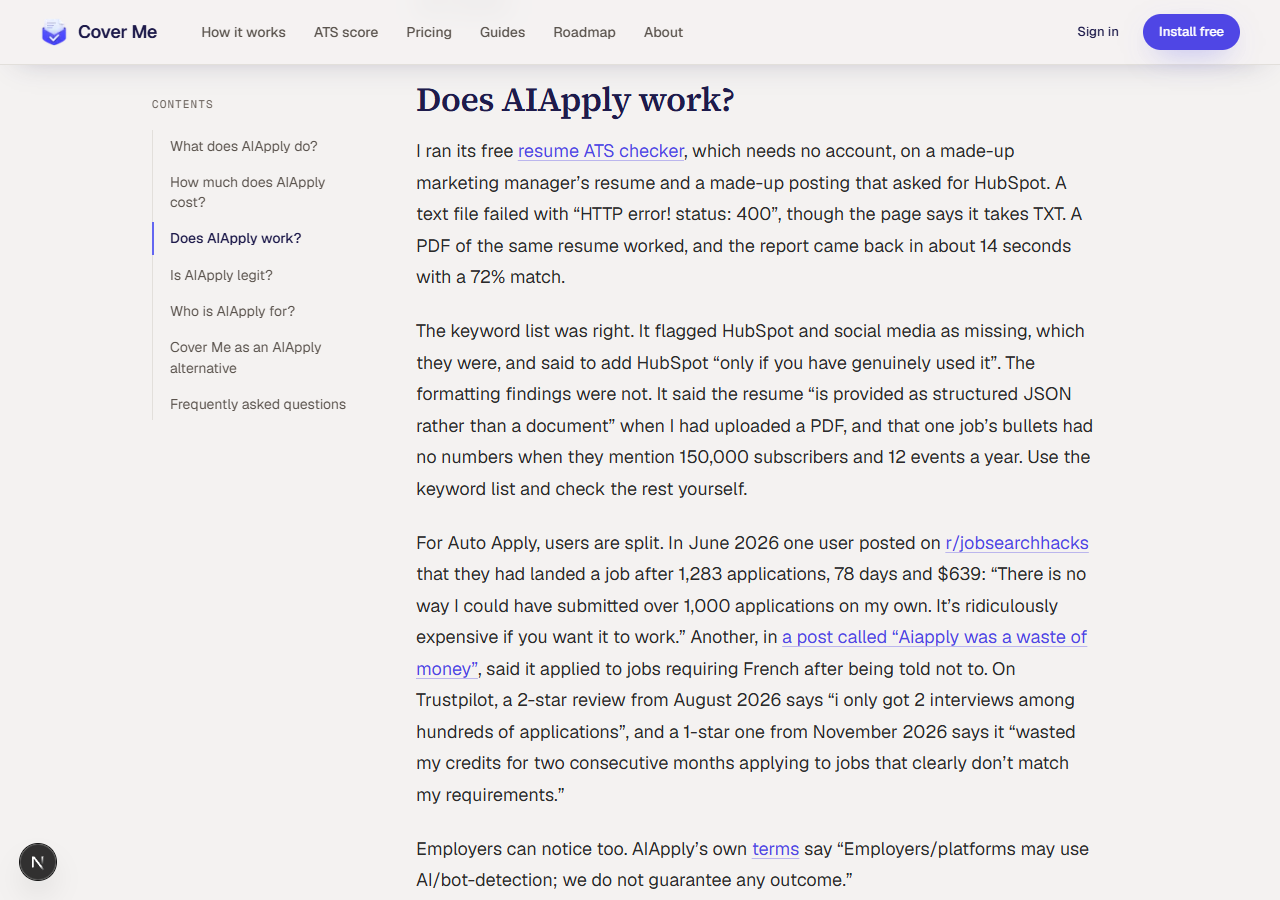 Cover Me
How it works
ATS score
Pricing
Guides
Roadmap
About
Sign in
Install free
CONTENTS
What does AIApply do?
How much does AIApply
cost?
Does AIApply work?
Is AIApply legit?
Who is AIApply for?
Cover Me as an AIApply
alternative
Frequently asked questions
Does AIApply work?
I ran its free resume ATS checker, which needs no account, on a made-up
marketing manager’s resume and a made-up posting that asked for HubSpot. A
text file failed with “HTTP error! status: 400”, though the page says it takes TXT. A
PDF of the same resume worked, and the report came back in about 14 seconds
with a 72% match.
The keyword list was right. It flagged HubSpot and social media as missing, which
they were, and said to add HubSpot “only if you have genuinely used it”. The
formatting findings were not. It said the resume “is provided as structured JSON
rather than a document” when I had uploaded a PDF, and that one job’s bullets had
no numbers when they mention 150,000 subscribers and 12 events a year. Use the
keyword list and check the rest yourself.
For Auto Apply, users are split. In June 2026 one user posted on r/jobsearchhacks
that they had landed a job after 1,283 applications, 78 days and $639: “There is no
way I could have submitted over 1,000 applications on my own. It’s ridiculously
expensive if you want it to work.” Another, in a post called “Aiapply was a waste of
money”, said it applied to jobs requiring French after being told not to. On
Trustpilot, a 2-star review from August 2026 says “i only got 2 interviews among
hundreds of applications”, and a 1-star one from November 2026 says it “wasted
my credits for two consecutive months applying to jobs that clearly don’t match
my requirements.”
Employers can notice too. AIApply’s own terms say “Employers/platforms may use
AI/bot-detection; we do not guarantee any outcome.”
N